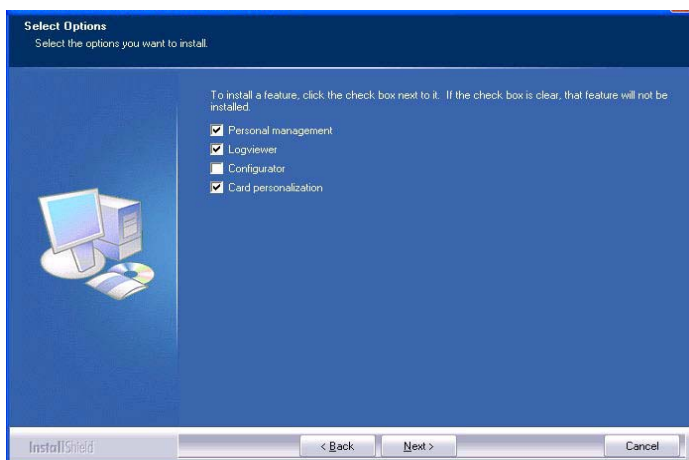 Select Options
Select the options you want to install.
To install a feature, click the check box next to it. If the check box is clear, that feature will not be
installed.
Personal management
Logviewer
Configurator
Card personalization
InstallShield
< Back
Next >
Cancel